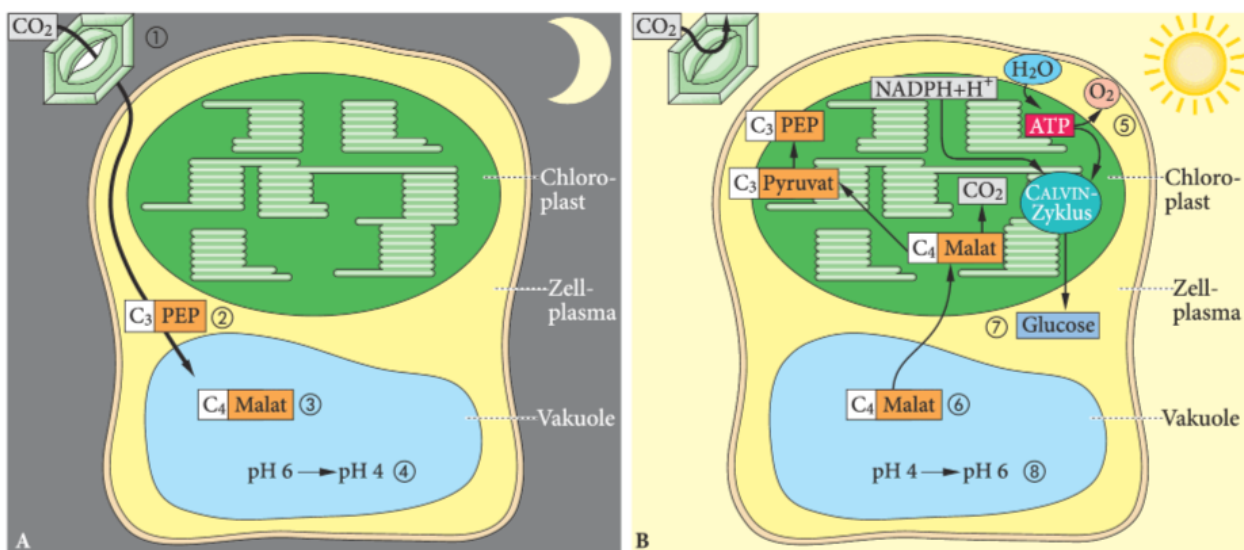 CO₂
①
Chloro-
plast
Zell-
plasma
C₃ PEP ②
C₄ Malat ③
Vakuole
pH 6 → pH 4 ④
A
CO₂
H₂O
NADPH+H⁺
O₂
C₃ PEP
ATP
⑤
C₃ Pyruvat
CO₂
CALVIN-
Zyklus
Chloro-
plast
C₄ Malat
Zell-
plasma
⑦ Glucose
C₄ Malat ⑥
Vakuole
pH 4 → pH 6 ⑧
B